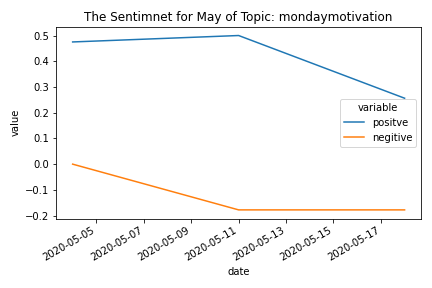 The Sentimnet for May of Topic: mondaymotivation
0.5
0.4
0.3
0.2
0.1
0.0
−0.1
−0.2
value
variable
positve
negitive
2020-05-05
2020-05-07
2020-05-09
2020-05-11
2020-05-13
2020-05-15
2020-05-17
date